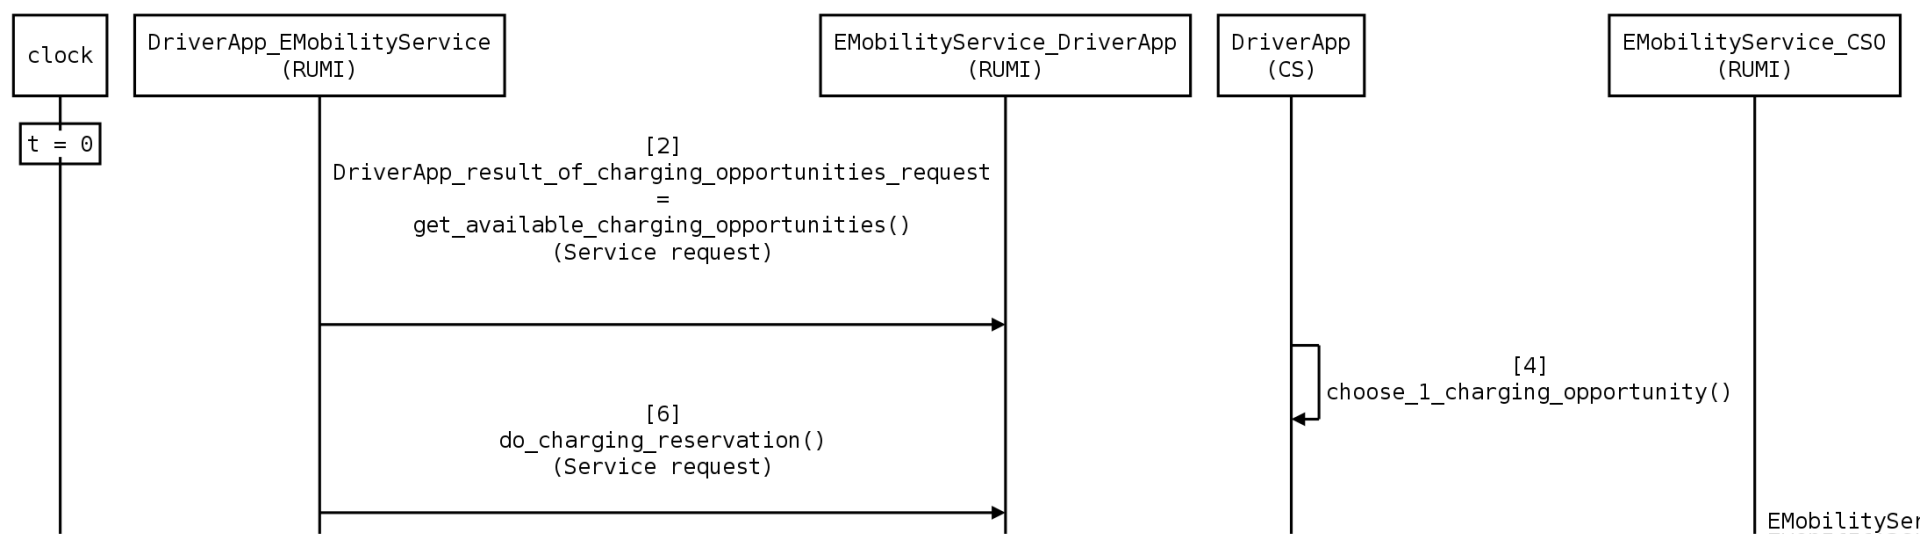 clock
DriverApp_EMobilityService
(RUMI)
EMobilityService_DriverApp
(RUMI)
DriverApp
(CS)
EMobilityService_CSO
(RUMI)
t = 0
[2]
DriverApp_result_of_charging_opportunities_request
=
get_available_charging_opportunities()
(Service request)
[4]
choose_1_charging_opportunity()
[6]
do_charging_reservation()
(Service request)
EMobilitySer